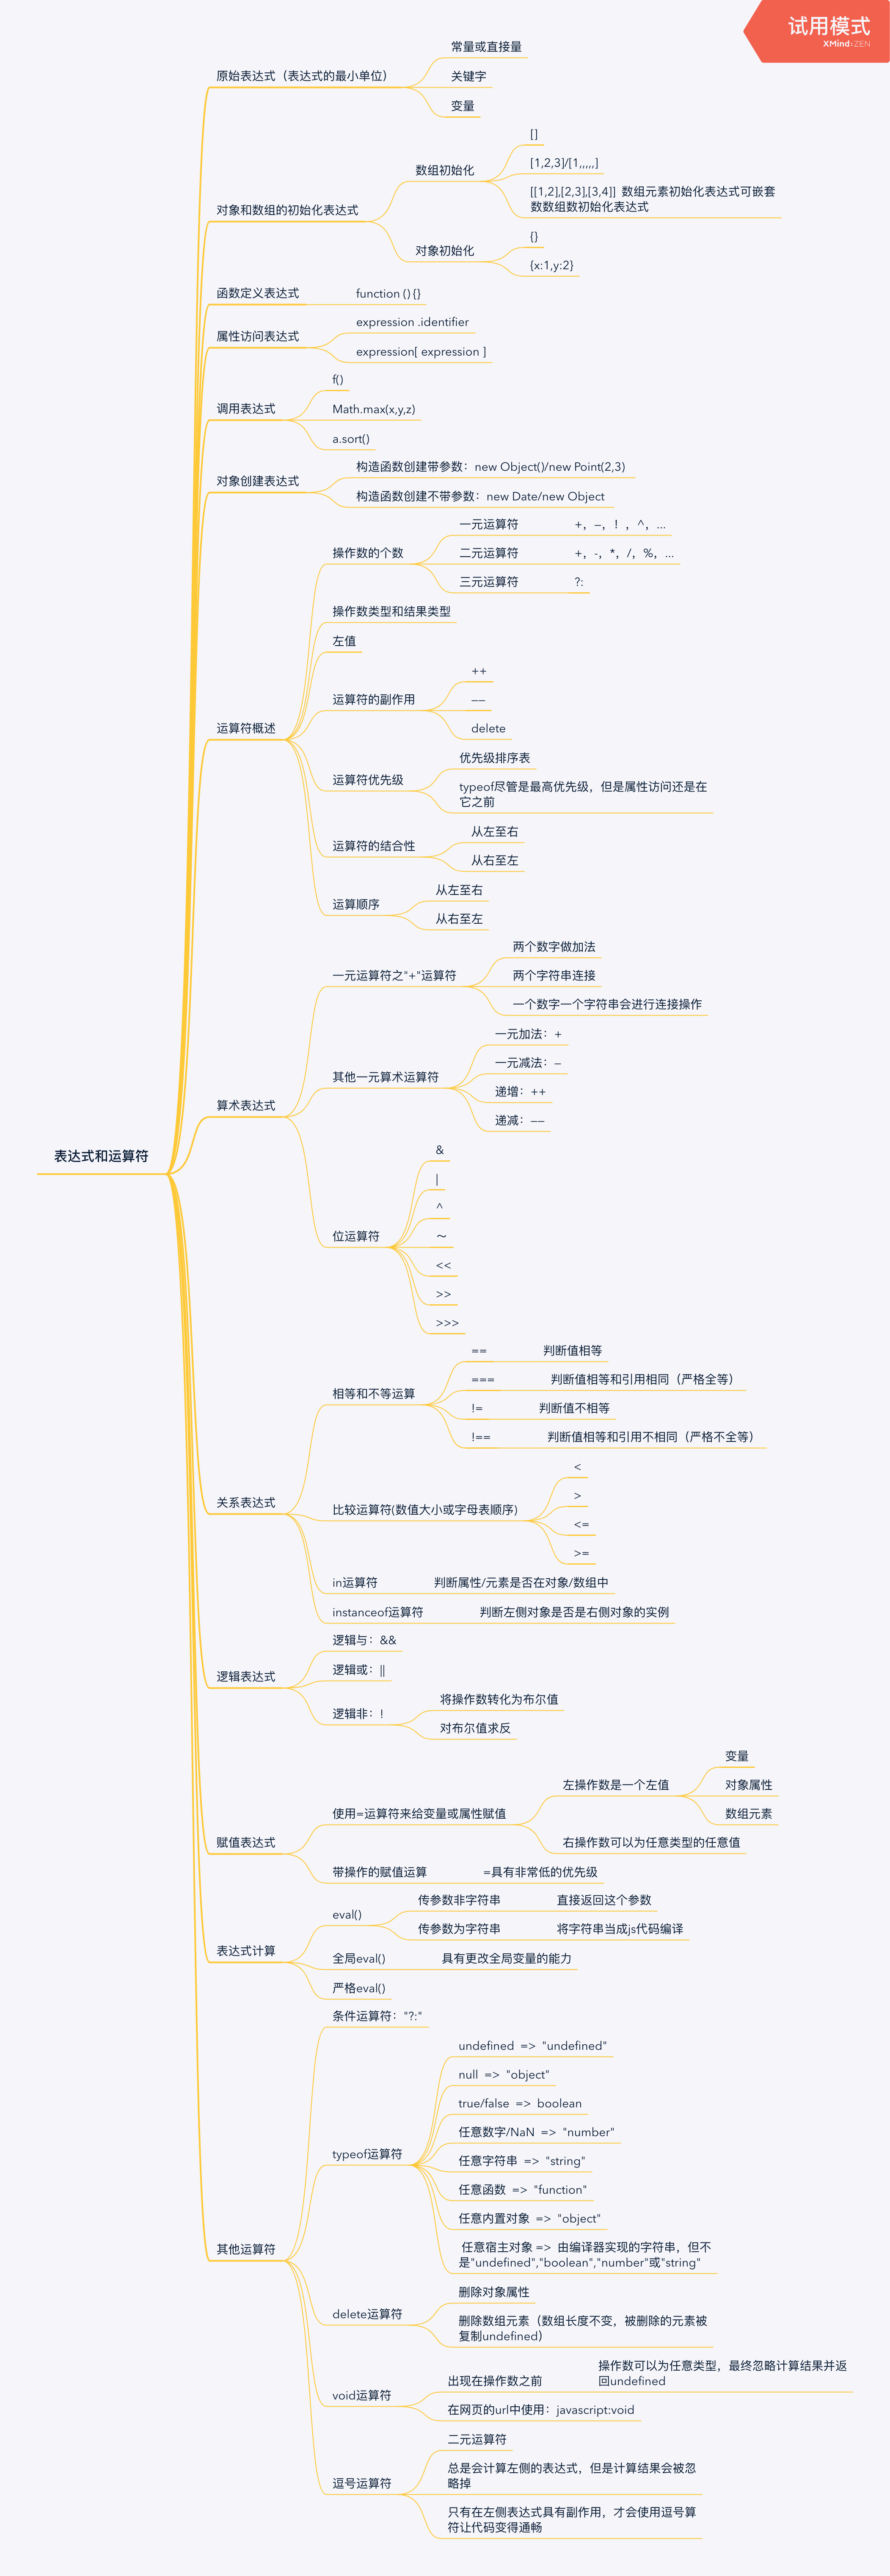 试用模式
XMind:ZEN
表达式和运算符
原始表达式（表达式的最小单位）
常量或直接量
关键字
变量
对象和数组的初始化表达式
数组初始化
[]
[1,2,3]/[1,,,,,]
[[1,2],[2,3],[3,4]] 数组元素初始化表达式可嵌套
数数组数初始化表达式
对象初始化
{}
{x:1,y:2}
函数定义表达式
function () {}
属性访问表达式
expression .identifier
expression[ expression ]
调用表达式
f()
Math.max(x,y,z)
a.sort()
对象创建表达式
构造函数创建带参数：new Object()/new Point(2,3)
构造函数创建不带参数：new Date/new Object
运算符概述
操作数的个数
一元运算符
+，—，！，^，...
二元运算符
+，-，*，/，%，...
三元运算符
?:
操作数类型和结果类型
左值
运算符的副作用
++
——
delete
运算符优先级
优先级排序表
typeof尽管是最高优先级，但是属性访问还是在
它之前
运算符的结合性
从左至右
从右至左
运算顺序
从左至右
从右至左
算术表达式
一元运算符之"+"运算符
两个数字做加法
两个字符串连接
一个数字一个字符串会进行连接操作
其他一元算术运算符
一元加法：+
一元减法：—
递增：++
递减：——
位运算符
&
|
^
～
<<
>>
>>>
关系表达式
相等和不等运算
==
判断值相等
===
判断值相等和引用相同（严格全等）
!=
判断值不相等
!==
判断值相等和引用不相同（严格不全等）
比较运算符(数值大小或字母表顺序)
<
>
<=
>=
in运算符
判断属性/元素是否在对象/数组中
instanceof运算符
判断左侧对象是否是右侧对象的实例
逻辑表达式
逻辑与：&&
逻辑或：||
逻辑非：!
将操作数转化为布尔值
对布尔值求反
赋值表达式
使用=运算符来给变量或属性赋值
左操作数是一个左值
变量
对象属性
数组元素
右操作数可以为任意类型的任意值
带操作的赋值运算
=具有非常低的优先级
表达式计算
eval()
传参数非字符串
直接返回这个参数
传参数为字符串
将字符串当成js代码编译
全局eval()
具有更改全局变量的能力
严格eval()
其他运算符
条件运算符："?:"
typeof运算符
undefined => "undefined"
null => "object"
true/false => boolean
任意数字/NaN => "number"
任意字符串 => "string"
任意函数 => "function"
任意内置对象 => "object"
任意宿主对象 => 由编译器实现的字符串，但不
是"undefined","boolean","number"或"string"
delete运算符
删除对象属性
删除数组元素（数组长度不变，被删除的元素被
复制undefined）
void运算符
出现在操作数之前
操作数可以为任意类型，最终忽略计算结果并返
回undefined
在网页的url中使用：javascript:void
逗号运算符
二元运算符
总是会计算左侧的表达式，但是计算结果会被忽
略掉
只有在左侧表达式具有副作用，才会使用逗号算
符让代码变得通畅